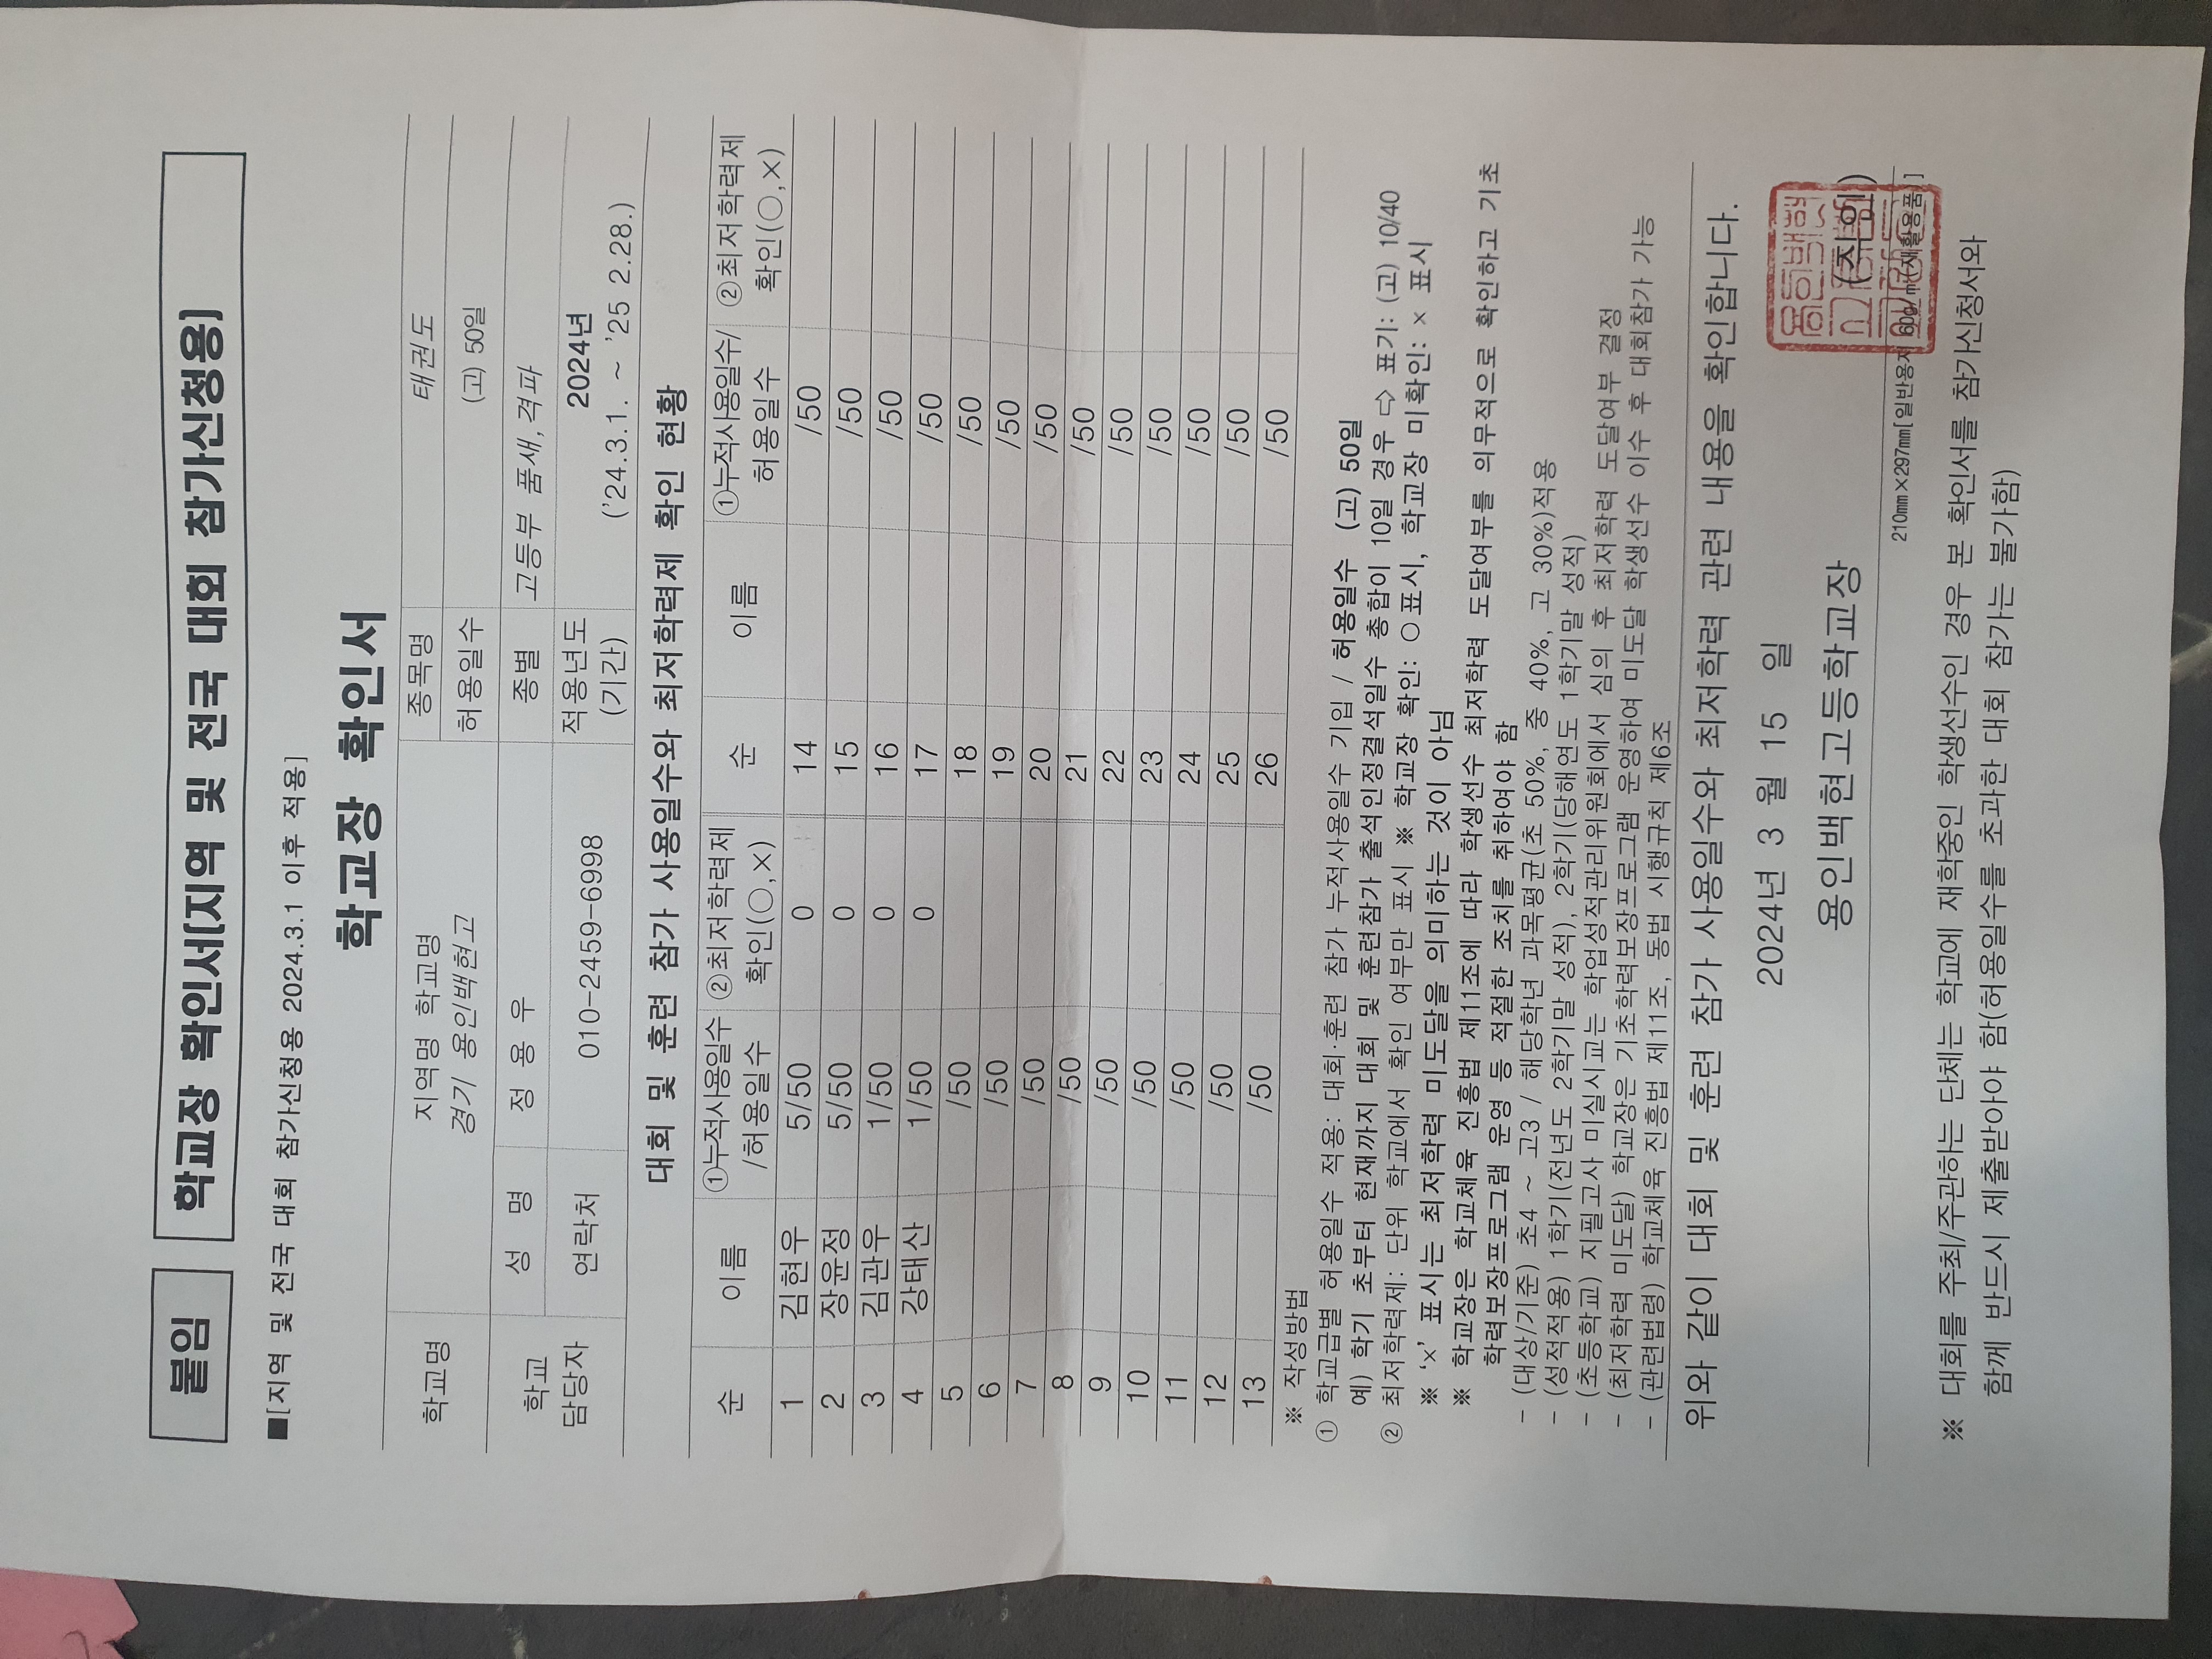 붙임
학교장 확인서[지역 및 전국 대회 참가신청용]
■[지역 및 전국 대회 참가신청용 2024.3.1 이후 적용]
학교장 확인서
학교명
지역명 학교명
경기 용인백현고
종목명
태권도
허용일수
(고) 50일
학교
담당자
성 명
정 용 우
종별
고등부 품새,격파
연락처
010-2459-6998
적용년도
(기간)
2024년
('24.3.1. ~ '25 2.28.)
대회 및 훈련 참가 사용일수와 최저학력제 확인 현황
순 이름 ①누적사용일수 ②최저학력제 순 이름 ①누적사용일수/ ②최저학력제
/허용일수 확인(○,×) 허용일수 확인(○,×)
1 김현우 5/50 0 14 /50
2 장윤정 5/50 0 15 /50
3 김관우 1/50 0 16 /50
4 강태산 1/50 0 17 /50
5 /50 18 /50
6 /50 19 /50
7 /50 20 /50
8 /50 21 /50
9 /50 22 /50
10 /50 23 /50
11 /50 24 /50
12 /50 25 /50
13 /50 26 /50
※ 작성방법
① 학교급별 허용일수 적용: 대회·훈련 참가 누적사용일수 기입 / 허용일수 (고) 50일
예) 학기 초부터 현재까지 대회 및 훈련참가 출석인정결석일수 총합이 10일 경우 ⇨ 표기: (고) 10/40
② 최저학력제: 단위 학교에서 확인 여부만 표시 ※ 학교장 확인: ○표시, 학교장 미확인: × 표시
※ '×' 표시는 최저학력 미도달을 의미하는 것이 아님
※ 학교장은 학교체육 진흥법 제11조에 따라 학생선수 최저학력 도달여부를 의무적으로 확인하고 기초
학력보장프로그램 운영 등 적절한 조치를 취하여야 함
- (대상/기준) 초4 ~ 고3 / 해당학년 과목평균(초 50%, 중 40%, 고 30%)적용
- (성적적용) 1학기(전년도 2학기말 성적), 2학기(당해연도 1학기말 성적)
- (초등학교) 지필고사 미실시교는 학업성적관리위원회에서 심의 후 최저학력 도달여부 결정
- (최저학력 미도달) 학교장은 기초학력보장프로그램 운영하여 미도달 학생선수 이수 후 대회참가 가능
- (관련법령) 학교체육 진흥법 제11조, 동법 시행규칙 제6조
위와 같이 대회 및 훈련 참가 사용일수와 최저학력 관련 내용을 확인합니다.
2024년 3 월 15 일
용인백현고등학교장 (직인)
210mm×297mm[일반용지 60g/㎡(재활용품)]
※ 대회를 주최/주관하는 단체는 학교에 재학중인 학생선수인 경우 본 확인서를 참가신청서와
함께 반드시 제출받아야 함(허용일수를 초과한 대회 참가는 불가함)